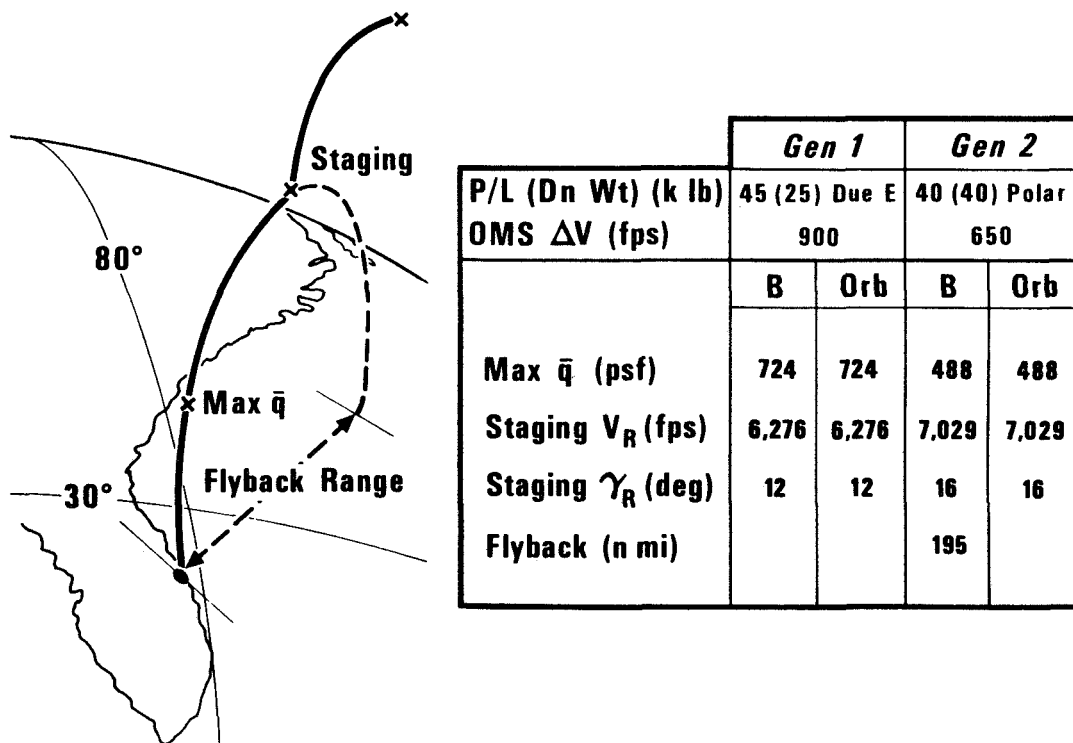 Staging
80°
Max q̄
Flyback Range
30°
Gen 1 Gen 2
P/L (Dn Wt) (k lb) 45 (25) Due E 40 (40) Polar
OMS ΔV (fps) 900 650
B Orb B Orb
Max q̄ (psf) 724 724 488 488
Staging V_R (fps) 6,276 6,276 7,029 7,029
Staging γ_R (deg) 12 12 16 16
Flyback (n mi) 195